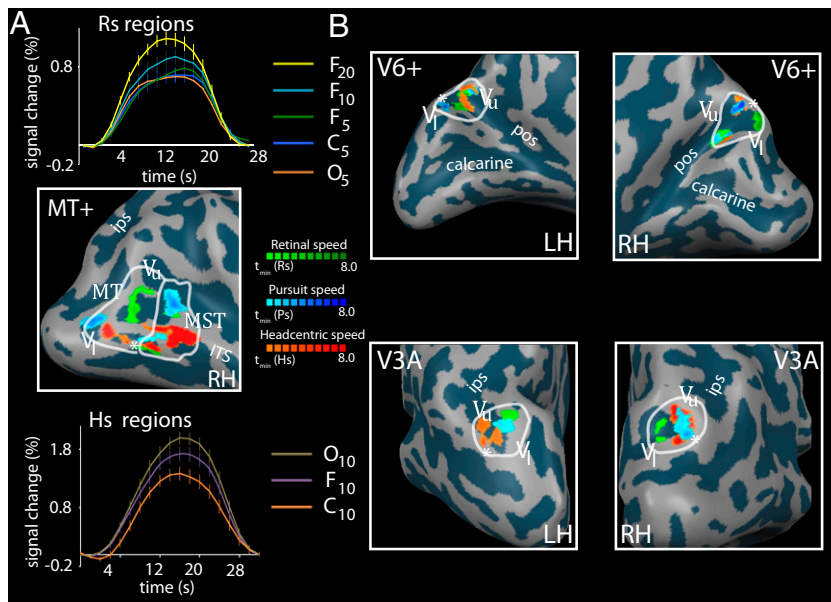 A
Rs regions
signal change (%)
0.8
-0.2
4 12 20 28
time (s)
F20
F10
F5
C5
O5
MT+
ips
Vu
MT
MST
Vl
*
ITS
RH
Retinal speed
tmin (Rs) 8.0
Pursuit speed
tmin (Ps) 8.0
Headcentric speed
tmin (Hs) 8.0
Hs regions
signal change (%)
1.8
0.8
-0.2
4 12 20 28
time (s)
O10
F10
C10
B
V6+
*
Vu
Vl
pos
calcarine
LH
V6+
Vu
*
Vl
pos
calcarine
RH
V3A
ips
Vu
Vl
*
LH
V3A
ips
Vu
Vl
*
RH